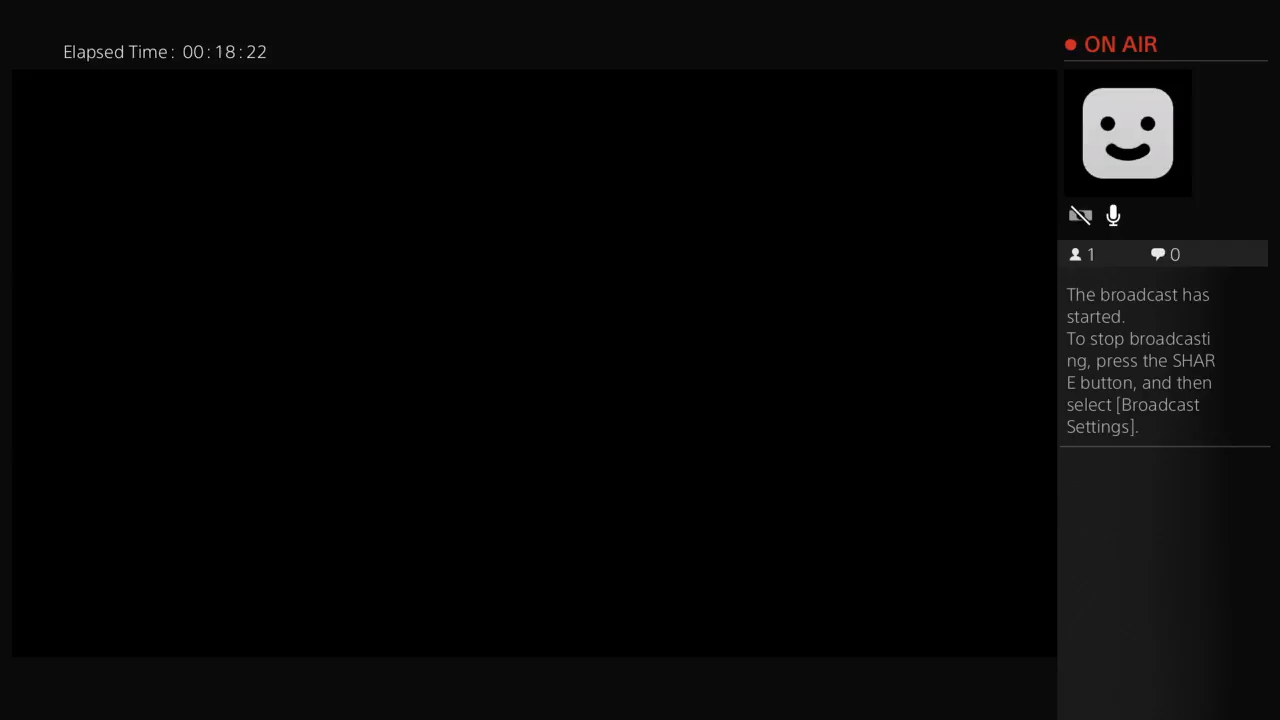 Elapsed Time: 00:18:22
ON AIR
1 0
The broadcast has
started.
To stop broadcasti
ng, press the SHAR
E button, and then
select [Broadcast
Settings].